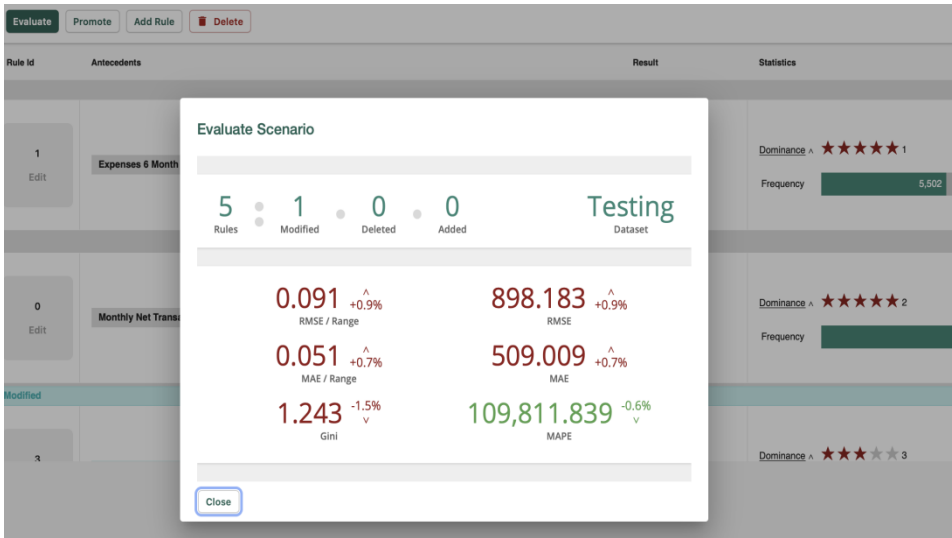 Evaluate Promote Add Rule Delete
Rule Id Antecedents Result Statistics
Evaluate Scenario
1
Edit
Expenses 6 Month
Dominance ^ 1
Frequency 5,502
5 : 1 . 0 . 0 Testing
Rules Modified Deleted Added Dataset
0.091 ^ +0.9% 898.183 ^ +0.9%
RMSE / Range RMSE
0
Edit
Monthly Net Transa
Dominance ^ 2
Frequency
0.051 ^ +0.7% 509.009 ^ +0.7%
MAE / Range MAE
Modified
1.243 -1.5% v 109,811.839 -0.6% v
Gini MAPE
3
Dominance ^ 3
Close